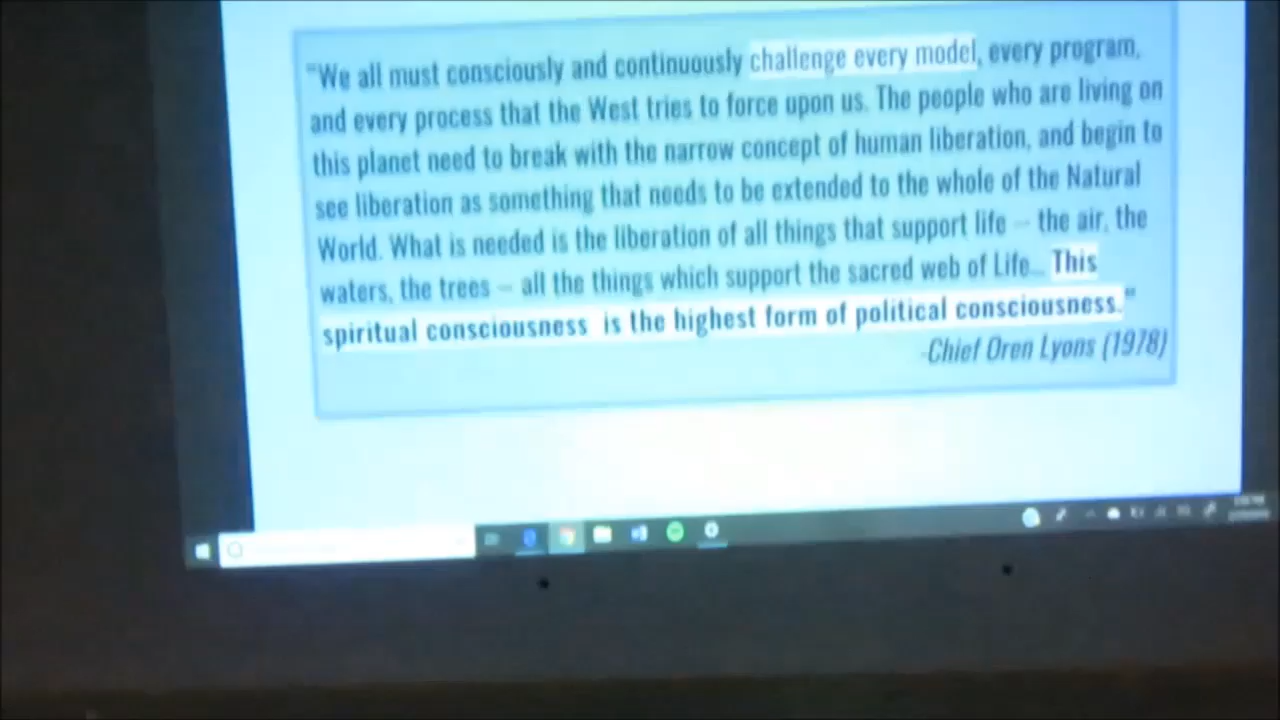 "We all must consciously and continuously challenge every model, every program,
and every process that the West tries to force upon us. The people who are living on
this planet need to break with the narrow concept of human liberation, and begin to
see liberation as something that needs to be extended to the whole of the Natural
World. What is needed is the liberation of all things that support life – the air, the
waters, the trees – all the things which support the sacred web of Life... This
spiritual consciousness is the highest form of political consciousness."
-Chief Oren Lyons (1978)